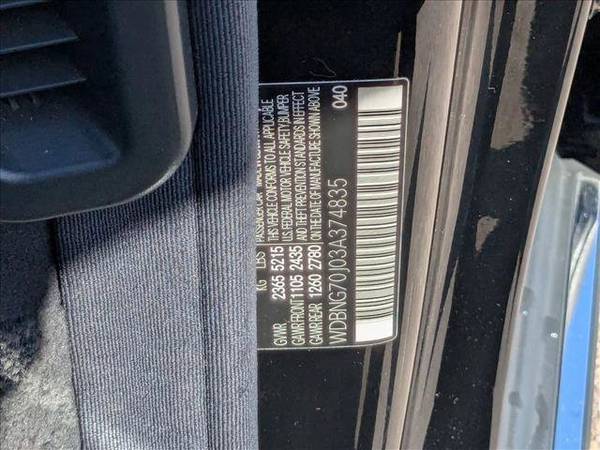 KG LBS
GVWR 2365 5215
GAWR FRONT 1105 2435
GAWR REAR 1260 2780
THIS VEHICLE CONFORMS TO ALL APPLICABLE
U.S. FEDERAL MOTOR VEHICLE SAFETY, BUMPER
AND THEFT PREVENTION STANDARDS IN EFFECT
ON THE DATE OF MANUFACTURE SHOWN ABOVE
WDBNG70J03A374835
040